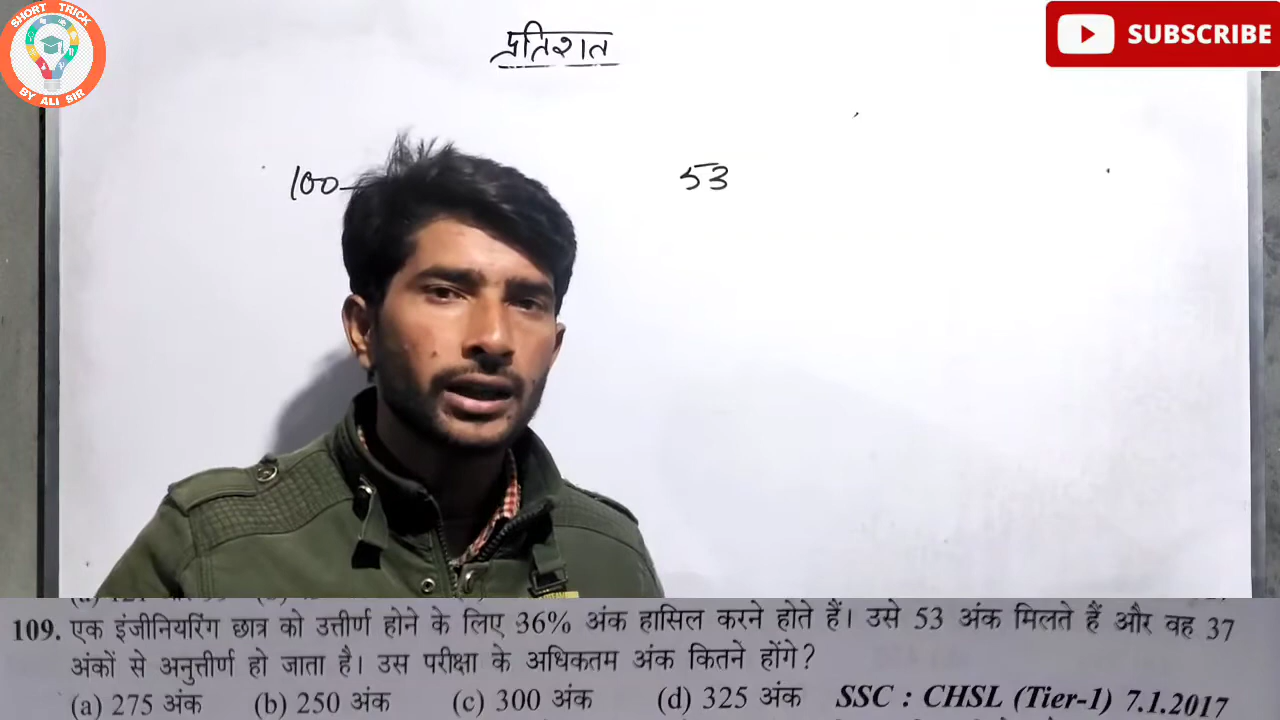 SHORT TRICK
BY ALI SIR
SUBSCRIBE
प्रतिशत
100
53
109. एक इंजीनियरिंग छात्र को उत्तीर्ण होने के लिए 36% अंक हासिल करने होते हैं। उसे 53 अंक मिलते हैं और वह 37
अंकों से अनुत्तीर्ण हो जाता है। उस परीक्षा के अधिकतम अंक कितने होंगे?
(a) 275 अंक (b) 250 अंक (c) 300 अंक (d) 325 अंक SSC : CHSL (Tier-1) 7.1.2017